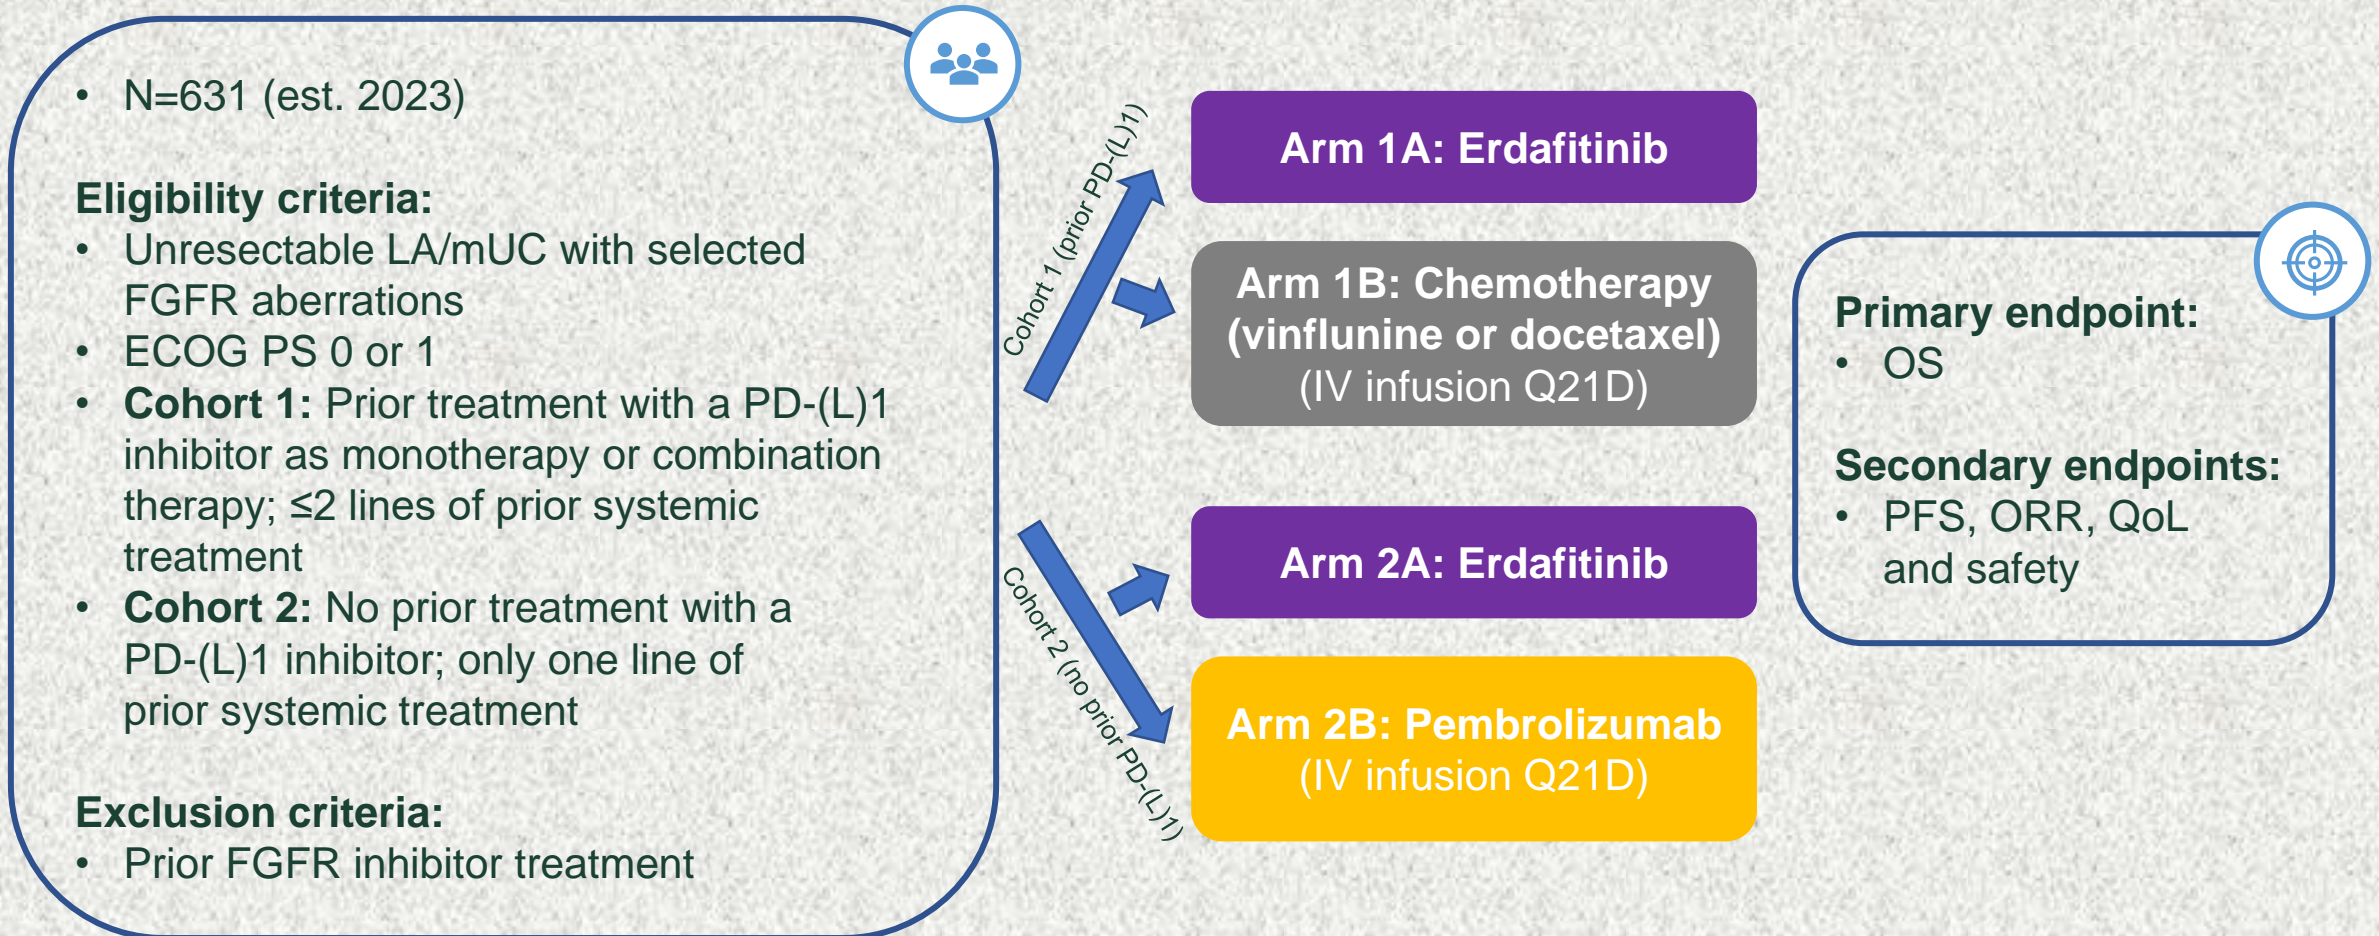 • N=631 (est. 2023)
Eligibility criteria:
• Unresectable LA/mUC with selected
FGFR aberrations
• ECOG PS 0 or 1
• Cohort 1: Prior treatment with a PD-(L)1
inhibitor as monotherapy or combination
therapy; ≤2 lines of prior systemic
treatment
• Cohort 2: No prior treatment with a
PD-(L)1 inhibitor; only one line of
prior systemic treatment
Exclusion criteria:
• Prior FGFR inhibitor treatment
Cohort 1 (prior PD-(L)1)
Cohort 2 (no prior PD-(L)1)
Arm 1A: Erdafitinib
Arm 1B: Chemotherapy
(vinflunine or docetaxel)
(IV infusion Q21D)
Arm 2A: Erdafitinib
Arm 2B: Pembrolizumab
(IV infusion Q21D)
Primary endpoint:
• OS
Secondary endpoints:
• PFS, ORR, QoL
and safety